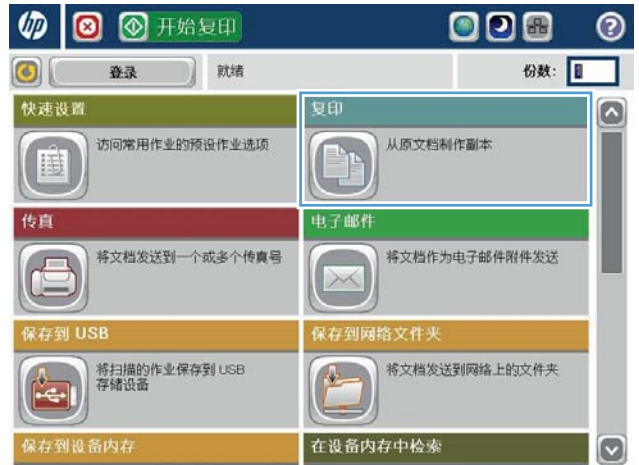 hp
开始复印
?
登录
就绪
份数: 1
快速设置
访问常用作业的预设作业选项
复印
从原文档制作副本
传真
将文档发送到一个或多个传真号
电子邮件
将文档作为电子邮件附件发送
保存到 USB
将扫描的作业保存到 USB
存储设备
保存到网络文件夹
将文档发送到网络上的文件夹
保存到设备内存
在设备内存中检索